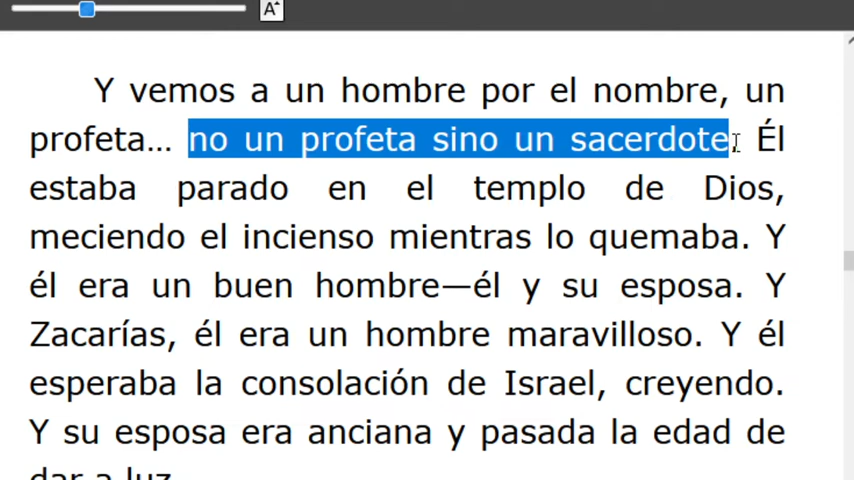 A
Y vemos a un hombre por el nombre, un
profeta… no un profeta sino un sacerdote. Él
estaba parado en el templo de Dios,
meciendo el incienso mientras lo quemaba. Y
él era un buen hombre—él y su esposa. Y
Zacarías, él era un hombre maravilloso. Y él
esperaba la consolación de Israel, creyendo.
Y su esposa era anciana y pasada la edad de
dar a luz